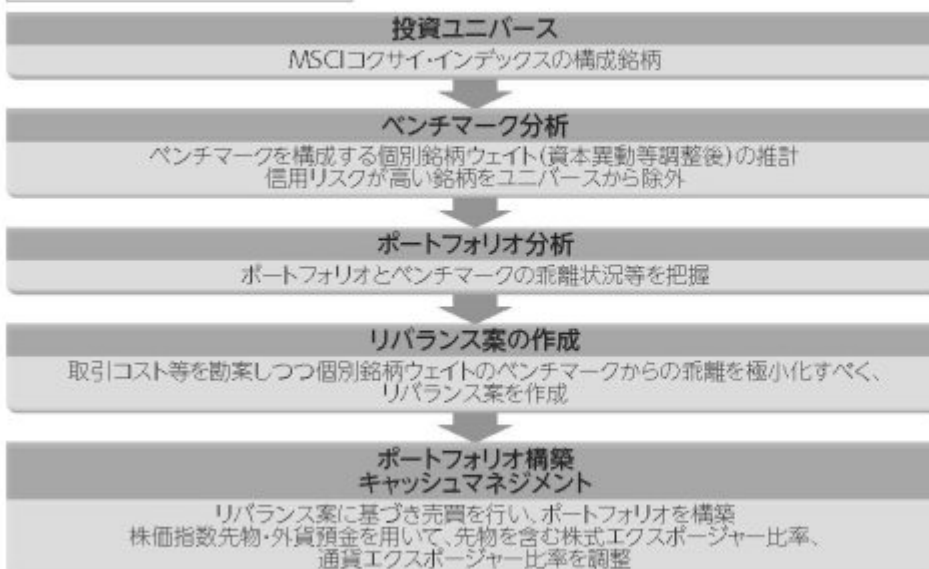 投資ユニバース
MSCIコクサイ・インデックスの構成銘柄
ベンチマーク分析
ベンチマークを構成する個別銘柄ウェイト(資本異動等調整後)の推計
信用リスクが高い銘柄をユニバースから除外
ポートフォリオ分析
ポートフォリオとベンチマークの乖離状況等を把握
リバランス案の作成
取引コスト等を勘案しつつ個別銘柄ウェイトのベンチマークからの乖離を極小化すべく、
リバランス案を作成
ポートフォリオ構築
キャッシュマネジメント
リバランス案に基づき売買を行い、ポートフォリオを構築
株価指数先物・外貨預金を用いて、先物を含む株式エクスポージャー比率、
通貨エクスポージャー比率を調整